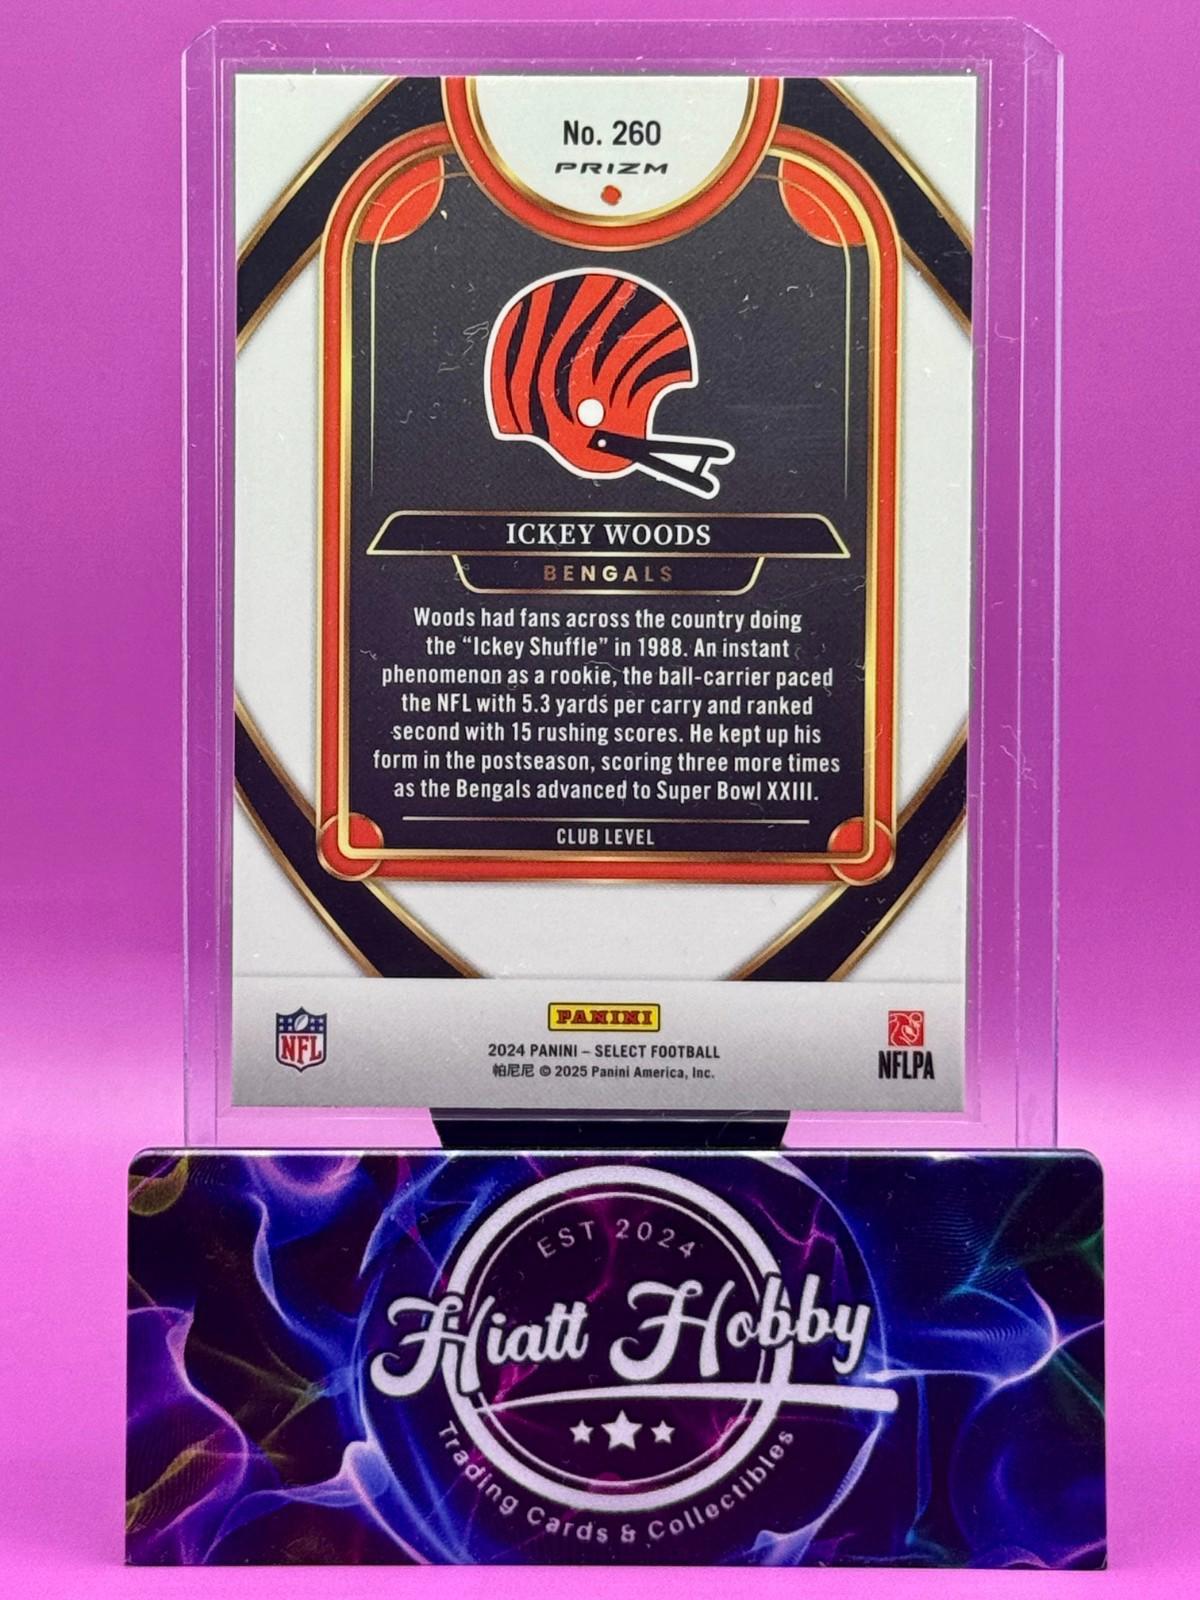 No. 260
PRIZM
ICKEY WOODS
BENGALS
Woods had fans across the country doing
the “Ickey Shuffle” in 1988. An instant
phenomenon as a rookie, the ball-carrier paced
the NFL with 5.3 yards per carry and ranked
second with 15 rushing scores. He kept up his
form in the postseason, scoring three more times
as the Bengals advanced to Super Bowl XXIII.
CLUB LEVEL
NFL
PANINI
2024 PANINI – SELECT FOOTBALL
帕尼尼 © 2025 Panini America, Inc.
NFLPA
EST 2024
Hiatt Hobby
Trading Cards & Collectibles